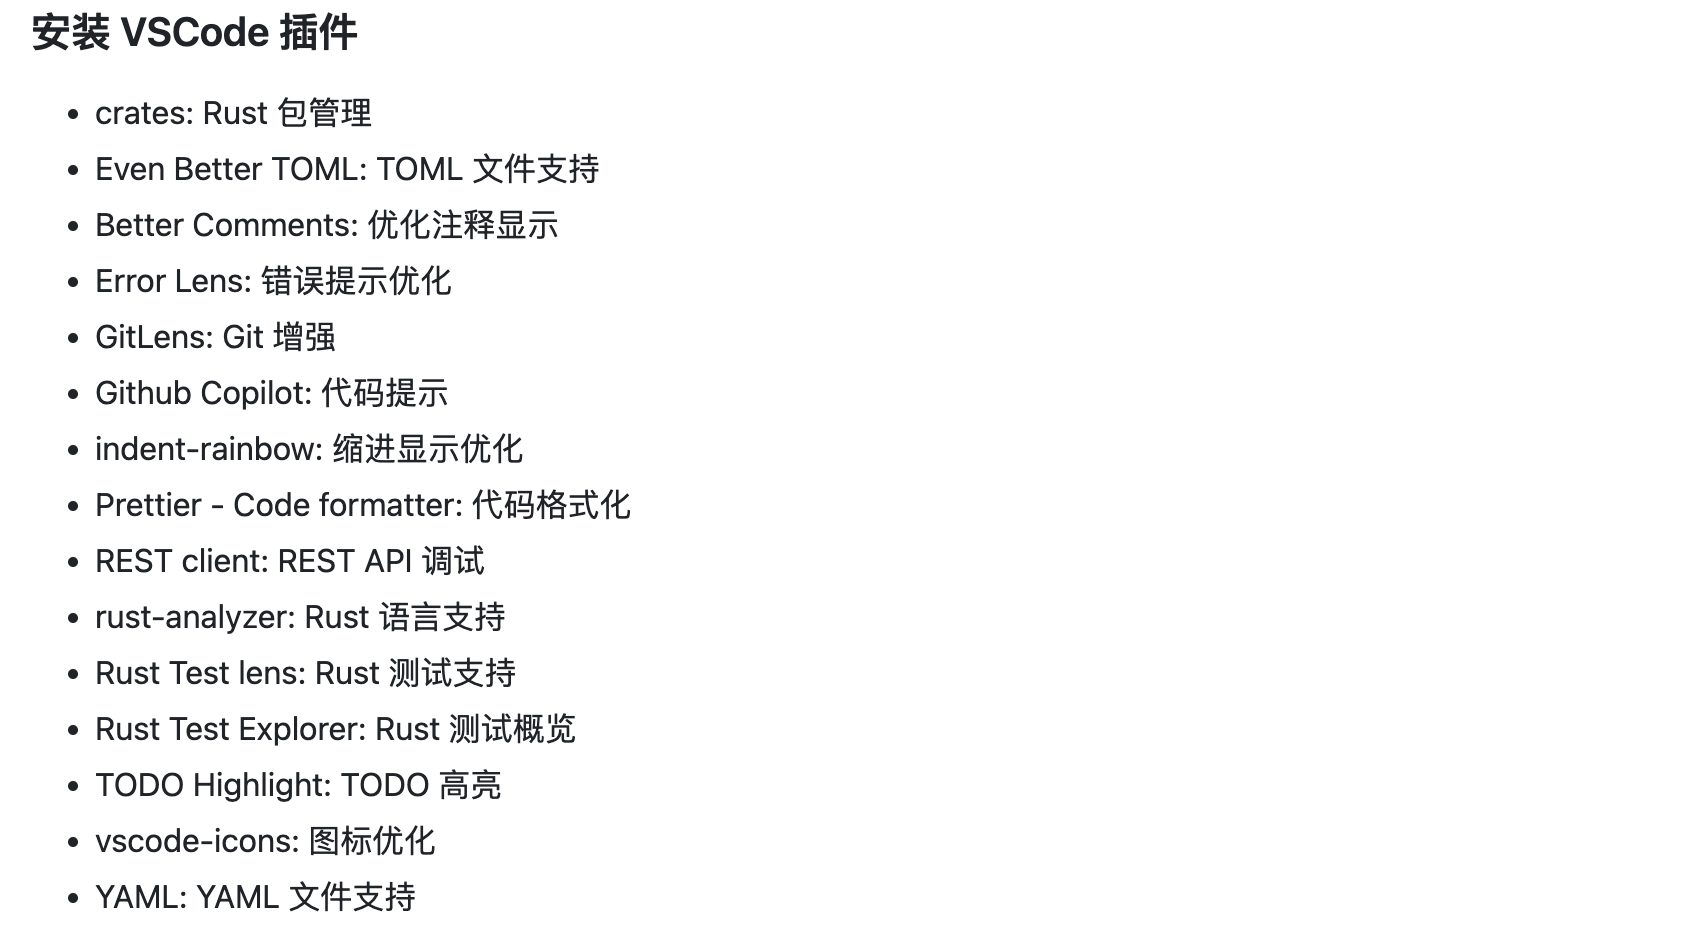 安装 VSCode 插件
• crates: Rust 包管理
• Even Better TOML: TOML 文件支持
• Better Comments: 优化注释显示
• Error Lens: 错误提示优化
• GitLens: Git 增强
• Github Copilot: 代码提示
• indent-rainbow: 缩进显示优化
• Prettier - Code formatter: 代码格式化
• REST client: REST API 调试
• rust-analyzer: Rust 语言支持
• Rust Test lens: Rust 测试支持
• Rust Test Explorer: Rust 测试概览
• TODO Highlight: TODO 高亮
• vscode-icons: 图标优化
• YAML: YAML 文件支持